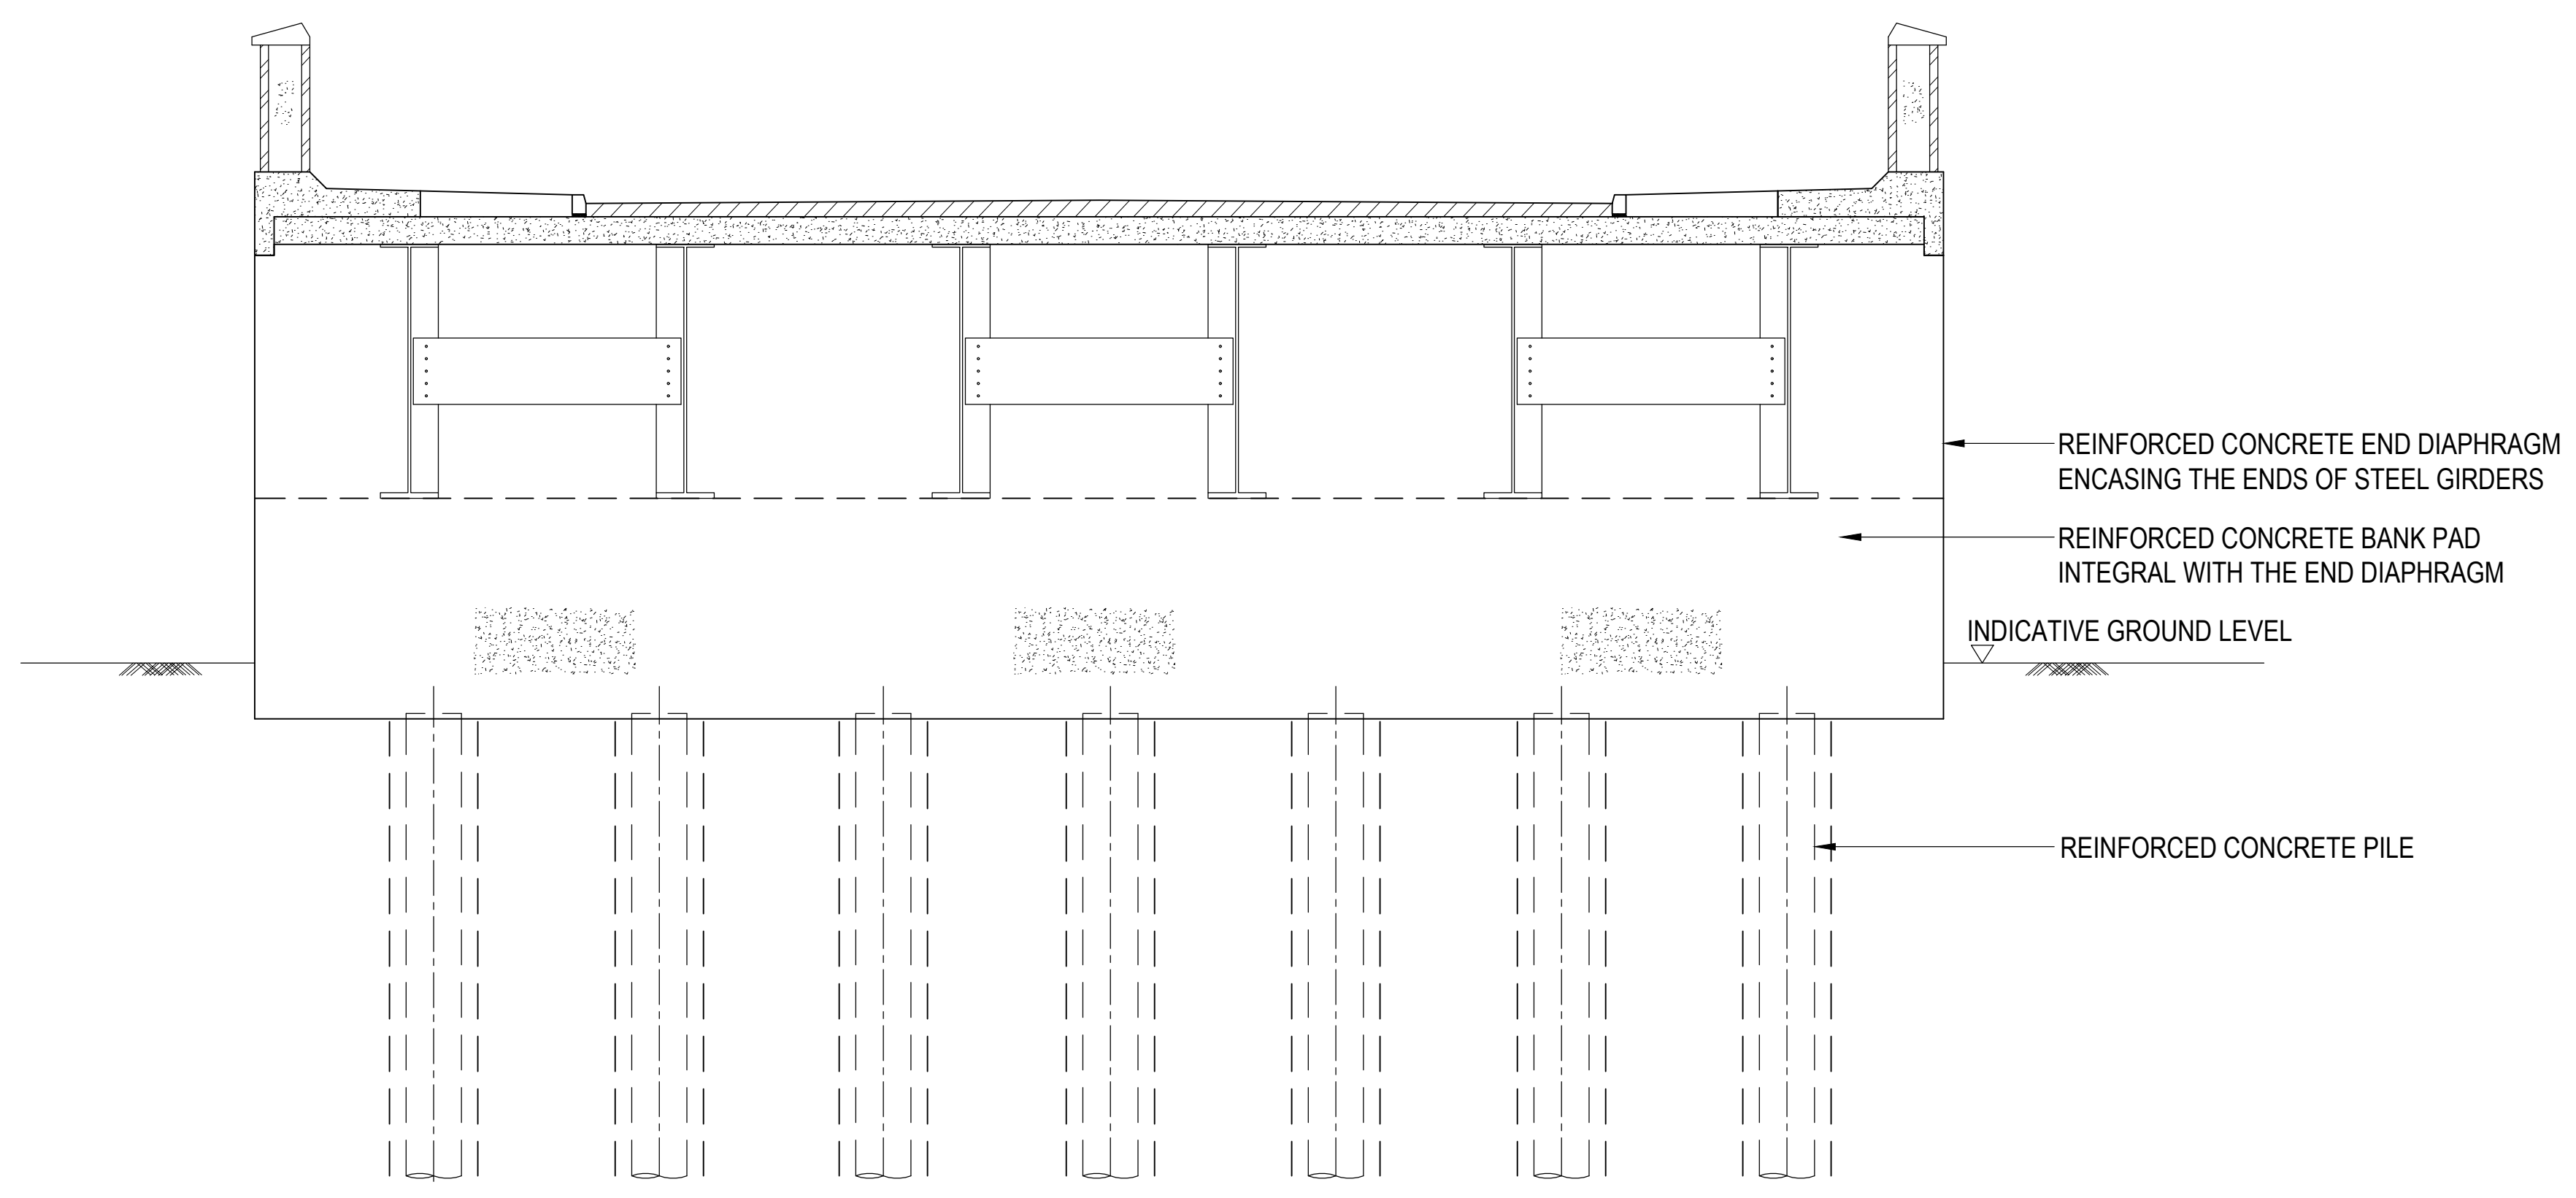 REINFORCED CONCRETE END DIAPHRAGM
ENCASING THE ENDS OF STEEL GIRDERS
REINFORCED CONCRETE BANK PAD
INTEGRAL WITH THE END DIAPHRAGM
INDICATIVE GROUND LEVEL
REINFORCED CONCRETE PILE